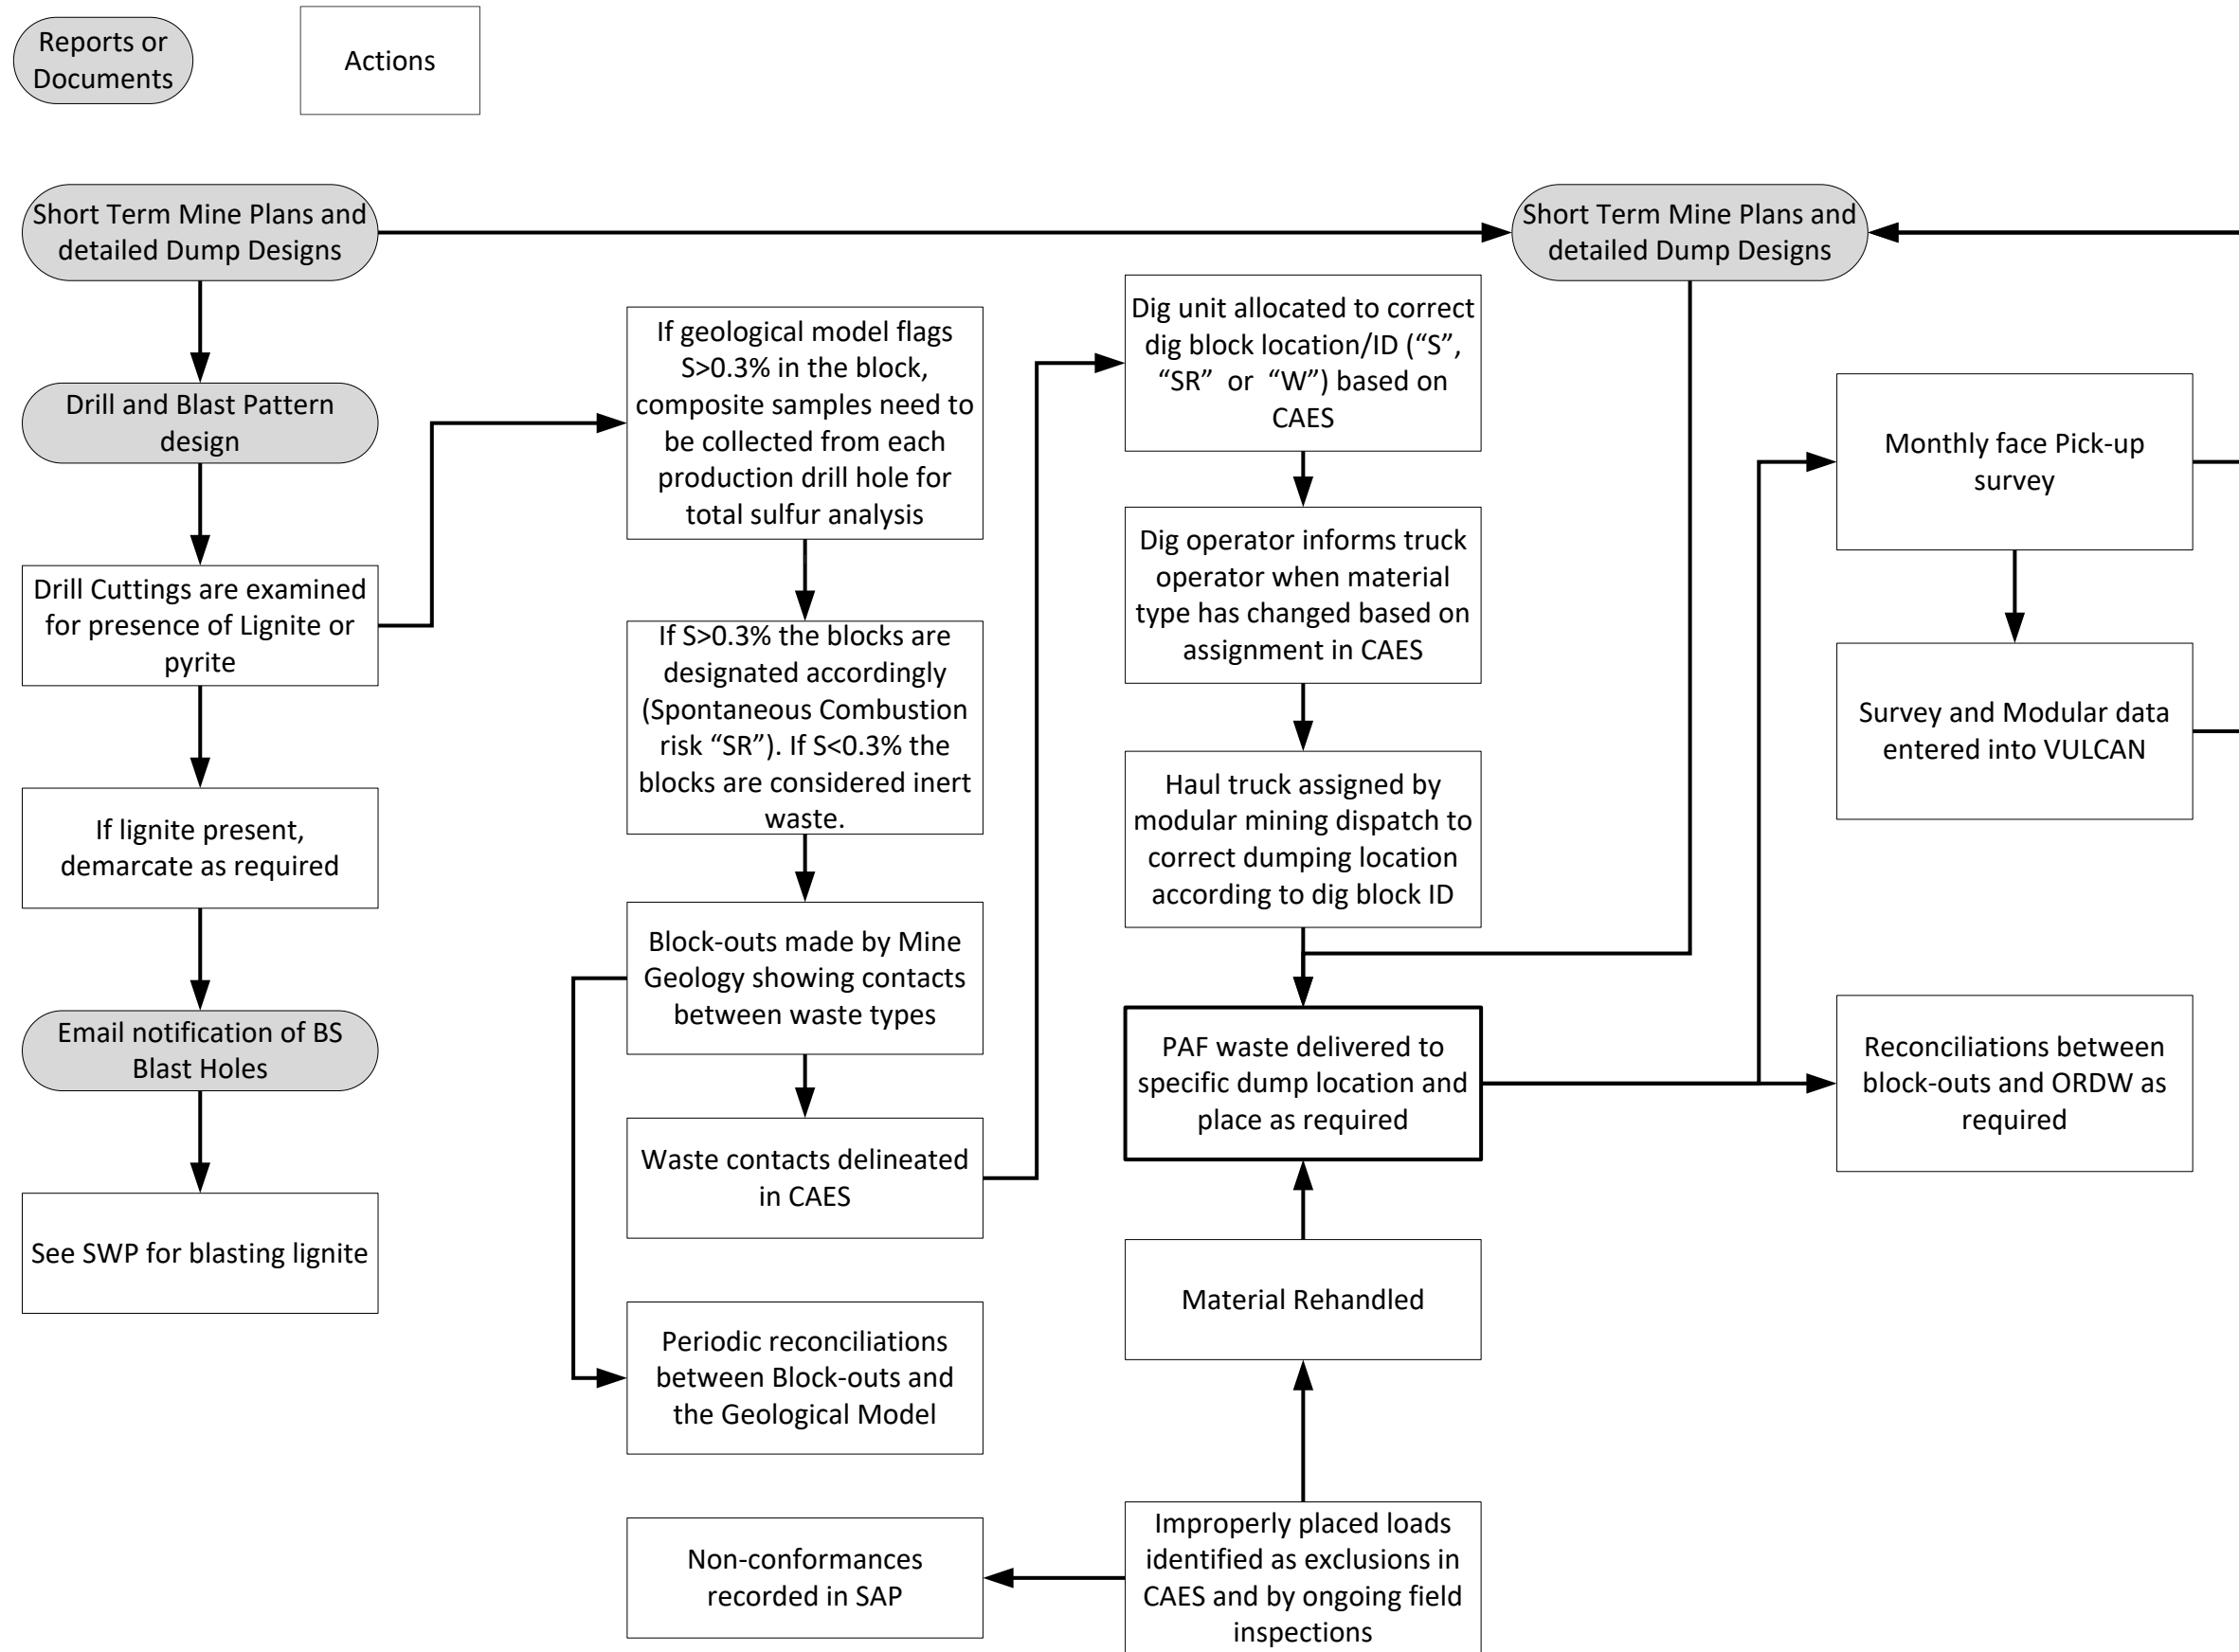 Reports or
Documents
Actions
Short Term Mine Plans and
detailed Dump Designs
Drill and Blast Pattern
design
Drill Cuttings are examined
for presence of Lignite or
pyrite
If lignite present,
demarcate as required
Email notification of BS
Blast Holes
See SWP for blasting lignite
If geological model flags
S>0.3% in the block,
composite samples need to
be collected from each
production drill hole for
total sulfur analysis
If S>0.3% the blocks are
designated accordingly
(Spontaneous Combustion
risk “SR”). If S<0.3% the
blocks are considered inert
waste.
Block-outs made by Mine
Geology showing contacts
between waste types
Waste contacts delineated
in CAES
Periodic reconciliations
between Block-outs and
the Geological Model
Non-conformances
recorded in SAP
Dig unit allocated to correct
dig block location/ID (“S”,
“SR” or “W”) based on
CAES
Dig operator informs truck
operator when material
type has changed based on
assignment in CAES
Haul truck assigned by
modular mining dispatch to
correct dumping location
according to dig block ID
PAF waste delivered to
specific dump location and
place as required
Material Rehandled
Improperly placed loads
identified as exclusions in
CAES and by ongoing field
inspections
Short Term Mine Plans and
detailed Dump Designs
Monthly face Pick-up
survey
Survey and Modular data
entered into VULCAN
Reconciliations between
block-outs and ORDW as
required